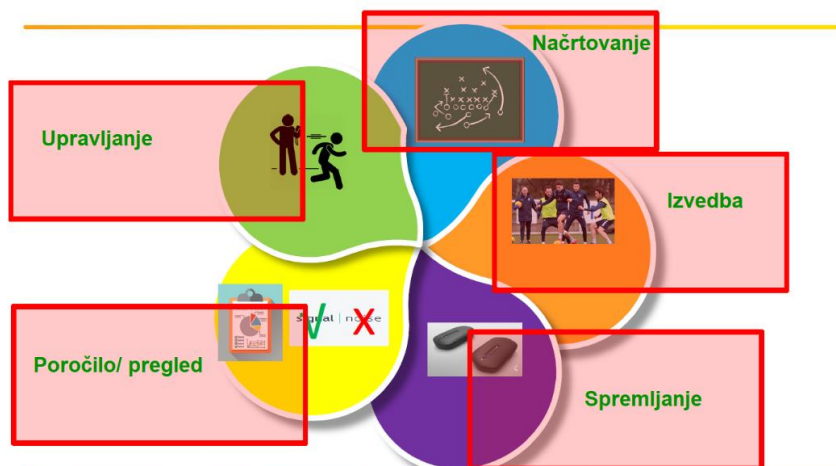 Načrtovanje
Upravljanje
Izvedba
signal | noise
√ X
Poročilo/ pregled
Spremljanje